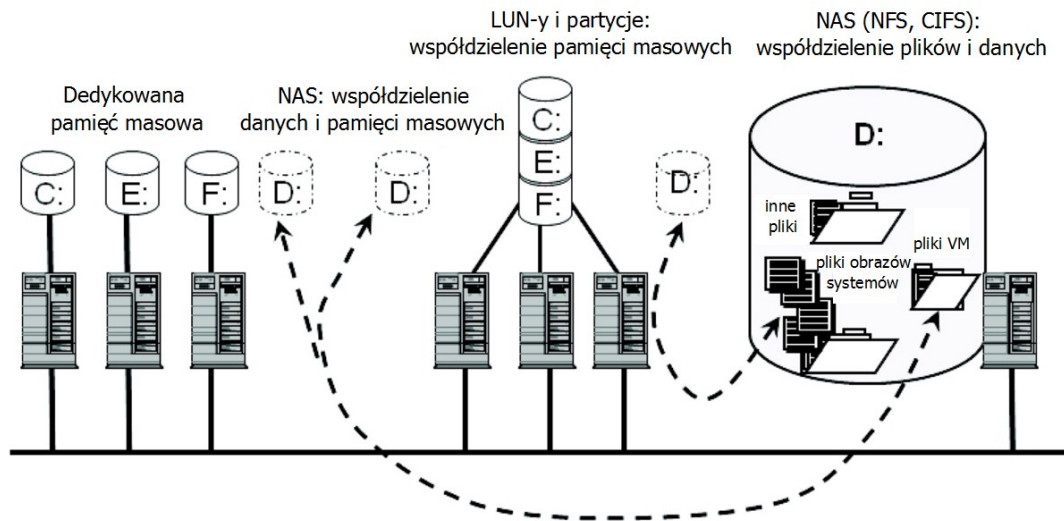 LUN-y i partycje:
współdzielenie pamięci masowych
NAS (NFS, CIFS):
współdzielenie plików i danych
Dedykowana
pamięć masowa
NAS: współdzielenie
danych i pamięci masowych
C:
E:
F:
D:
D:
C:
E:
F:
D:
D:
inne
pliki
pliki VM
pliki obrazów
systemów